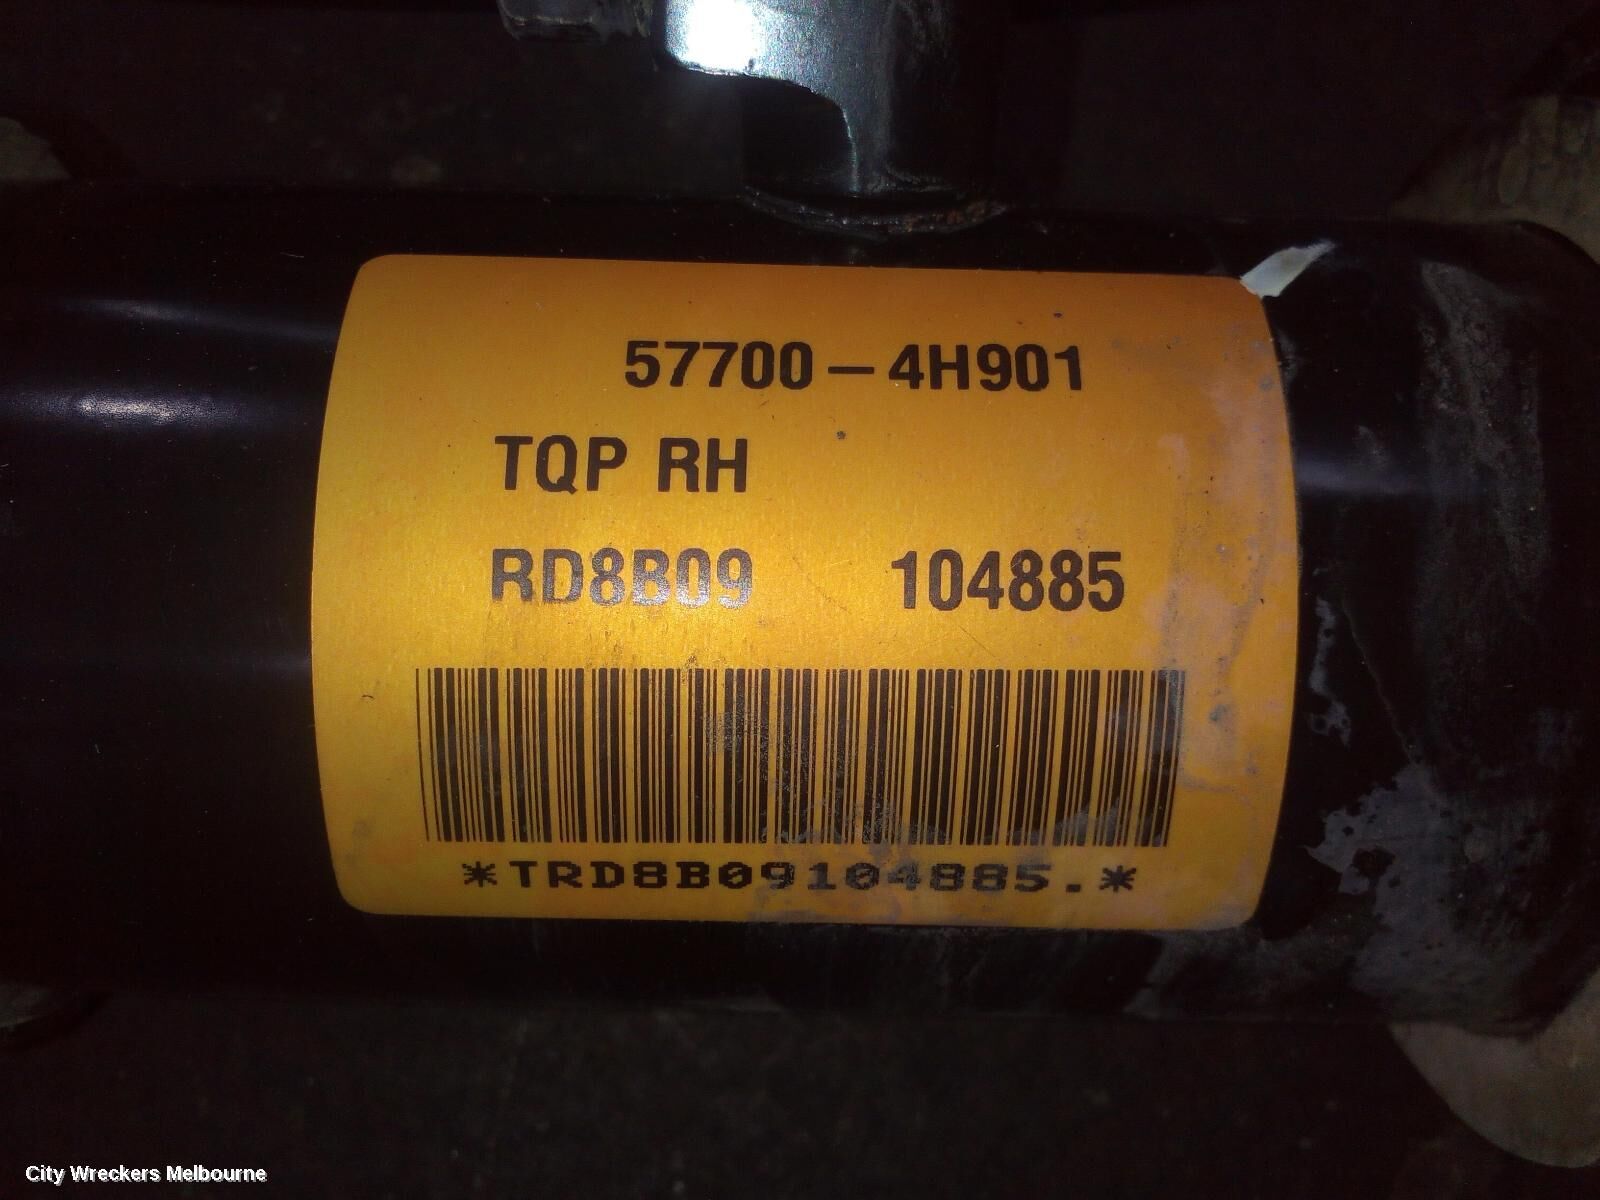 57700-4H901
TQP RH
RD8B09 104885
*TRD8B09104885.*
City Wreckers Melbourne